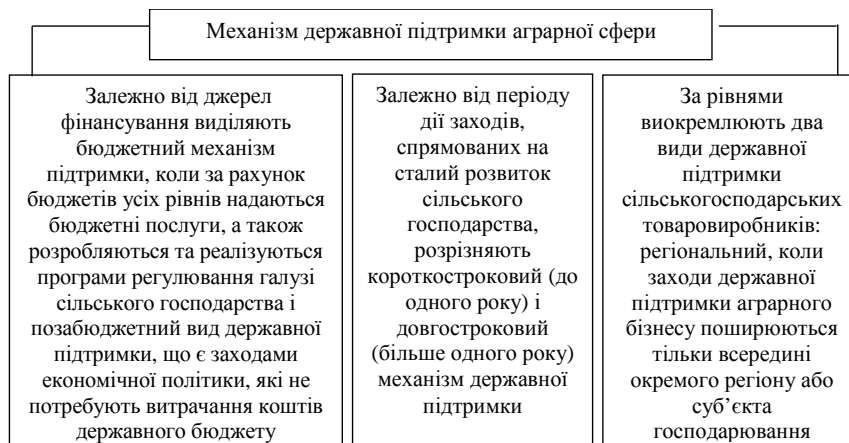 Механізм державної підтримки аграрної сфери
Залежно від джерел
фінансування виділяють
бюджетний механізм
підтримки, коли за рахунок
бюджетів усіх рівнів надаються
бюджетні послуги, а також
розробляються та реалізуються
програми регулювання галузі
сільського господарства і
позабюджетний вид державної
підтримки, що є заходами
економічної політики, які не
потребують витрачання коштів
державного бюджету
Залежно від періоду
дії заходів,
спрямованих на
сталий розвиток
сільського
господарства,
розрізняють
короткостроковий (до
одного року) і
довгостроковий
(більше одного року)
механізм державної
підтримки
За рівнями
виокремлюють два
види державної
підтримки
сільськогосподарських
товаровиробників:
регіональний, коли
заходи державної
підтримки аграрного
бізнесу поширюються
тільки всередині
окремого регіону або
суб’єкта
господарювання